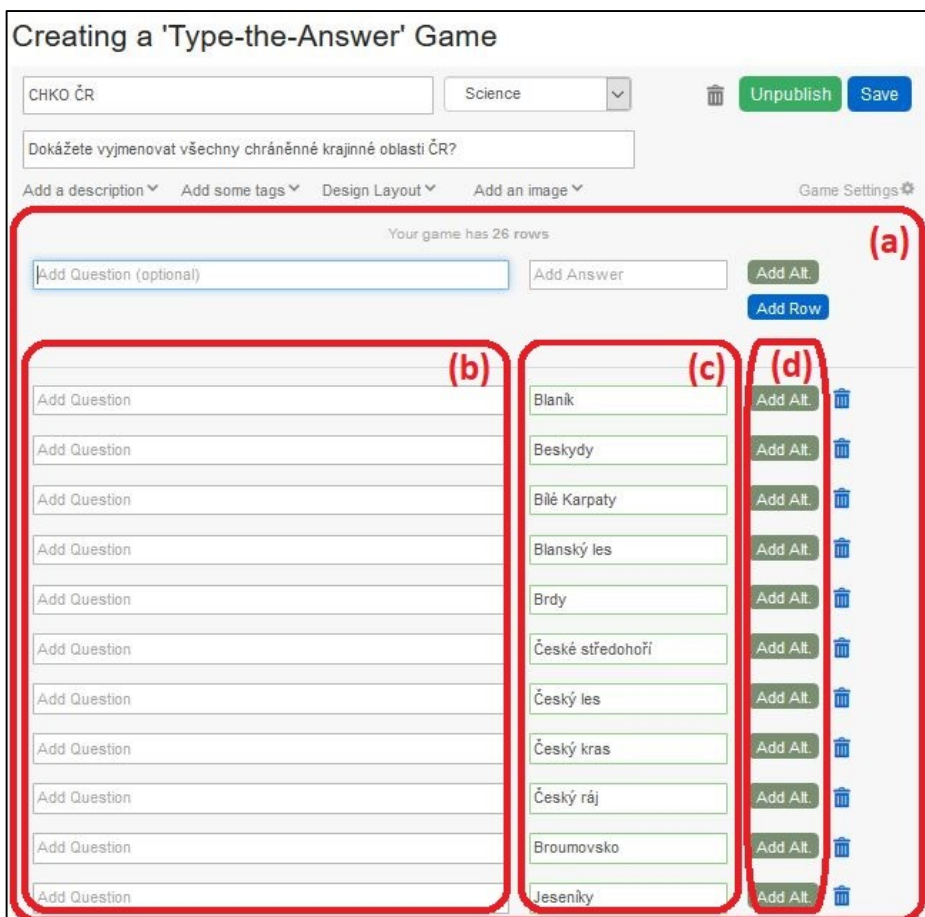 Creating a 'Type-the-Answer' Game
CHKO ČR Science Unpublish Save
Dokážete vyjmenovat všechny chráněnné krajinné oblasti ČR?
Add a description Add some tags Design Layout Add an image Game Settings
Your game has 26 rows (a)
Add Question (optional) Add Answer Add Alt.
Add Row
(b) (c) (d)
Add Question Blaník Add Alt.
Add Question Beskydy Add Alt.
Add Question Bílé Karpaty Add Alt.
Add Question Blanský les Add Alt.
Add Question Brdy Add Alt.
Add Question České středohoří Add Alt.
Add Question Český les Add Alt.
Add Question Český kras Add Alt.
Add Question Český ráj Add Alt.
Add Question Broumovsko Add Alt.
Add Question Jeseníky Add Alt.